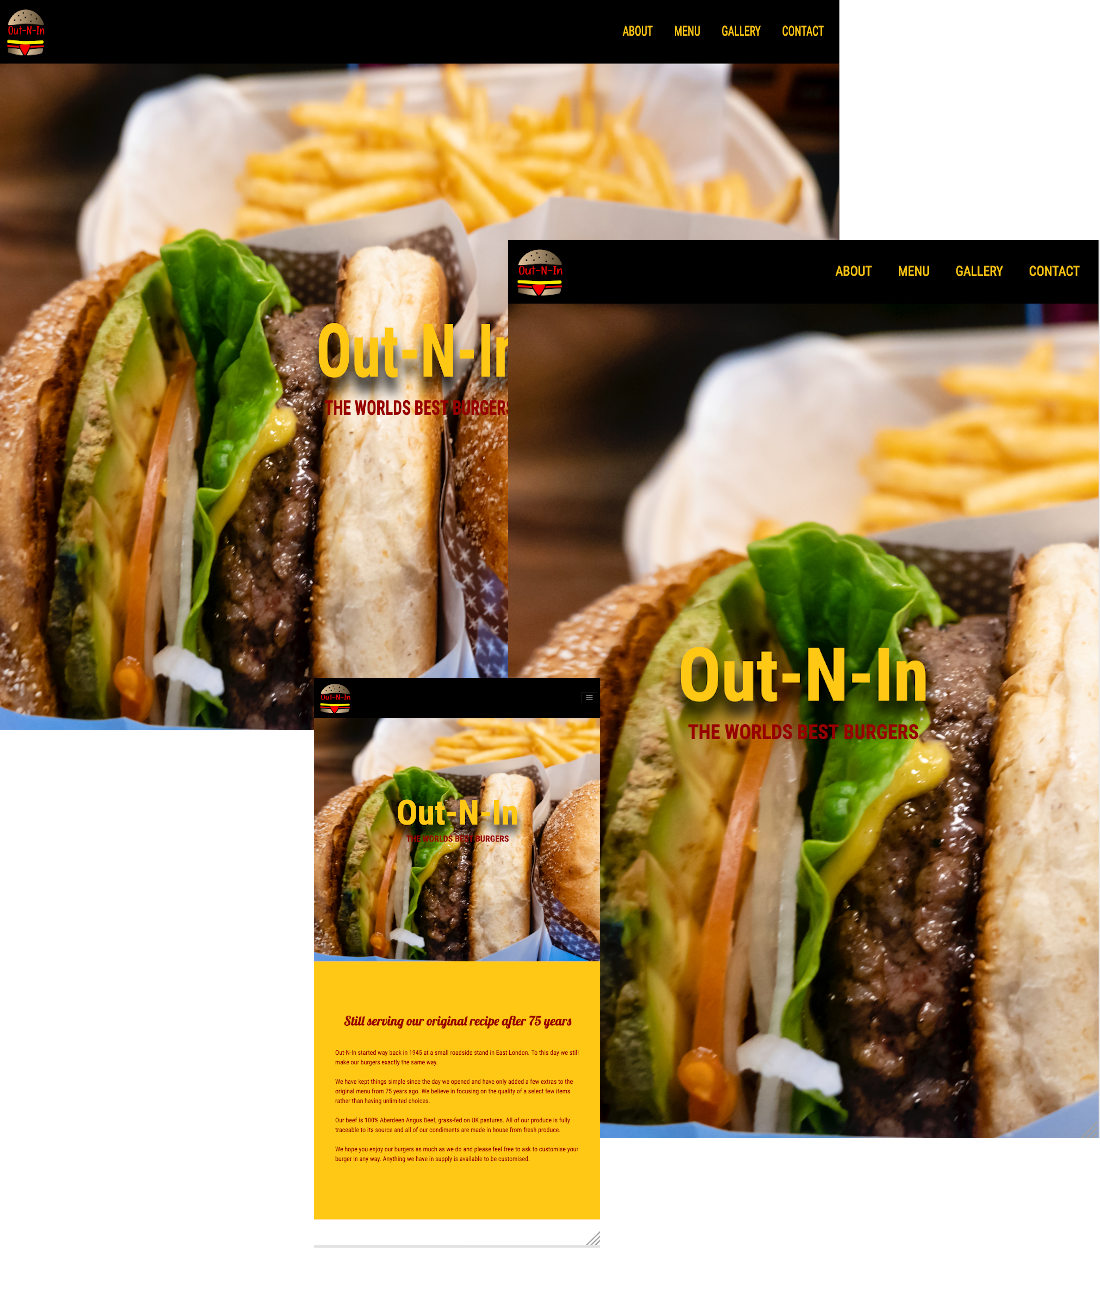 Out-N-In
ABOUT MENU GALLERY CONTACT
Out-N-In
THE WORLDS BEST BURGERS
Out-N-In
ABOUT MENU GALLERY CONTACT
Out-N-In
THE WORLDS BEST BURGERS
Out-N-In
Out-N-In
THE WORLDS BEST BURGERS
Still serving our original recipe after 75 years
Out-N-In started way back in 1945 at a small roadside stand in East London. To this day we still
make our burgers exactly the same way.
We have kept things simple since the day we opened and have only added a few extras to the
original menu from 75 years ago. We believe in focusing on the quality of a select few items
rather than having unlimited choices.
Our beef is 100% Aberdeen Angus Beef, grass-fed on UK pastures. All of our produce is fully
traceable to its source and all of our condiments are made in house from fresh produce.
We hope you enjoy our burgers as much as we do and please feel free to ask to customise your
burger in any way. Anything we have in supply is available to be customised.